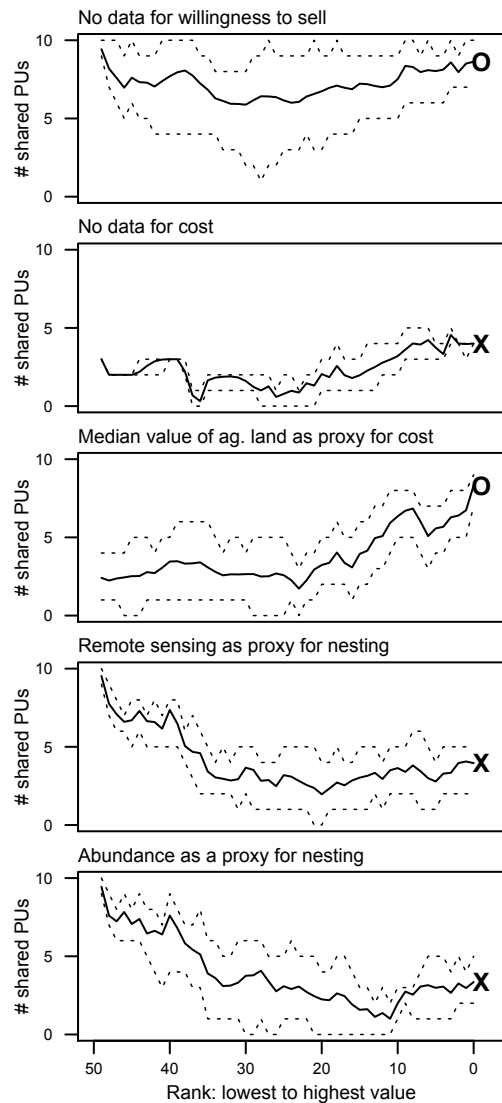 No data for willingness to sell
10
5
0
# shared PUs
O
No data for cost
10
5
0
# shared PUs
X
Median value of ag. land as proxy for cost
10
5
0
# shared PUs
O
Remote sensing as proxy for nesting
10
5
0
# shared PUs
X
Abundance as a proxy for nesting
10
5
0
# shared PUs
X
50 40 30 20 10 0
Rank: lowest to highest value